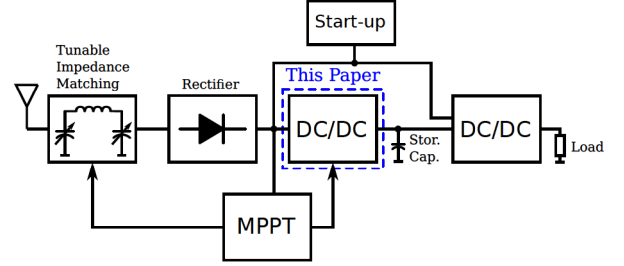 Start-up
Tunable
Impedance
Matching
Rectifier
This Paper
DC/DC
DC/DC
Stor.
Cap.
Load
MPPT